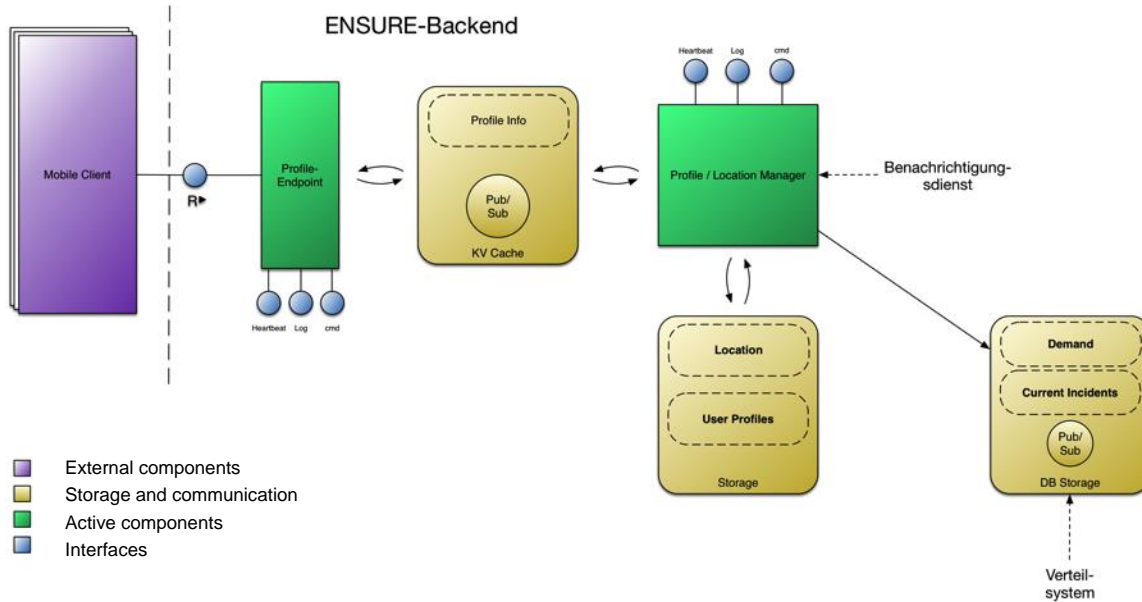 ENSURE-Backend
Mobile Client
R
Profile-
Endpoint
Heartbeat
Log
cmd
Profile Info
Pub/
Sub
KV Cache
Heartbeat
Log
cmd
Profile / Location Manager
Benachrichtigungs-
dienst
Location
User Profiles
Storage
Demand
Current Incidents
Pub/
Sub
DB Storage
Verteil-
system
External components
Storage and communication
Active components
Interfaces